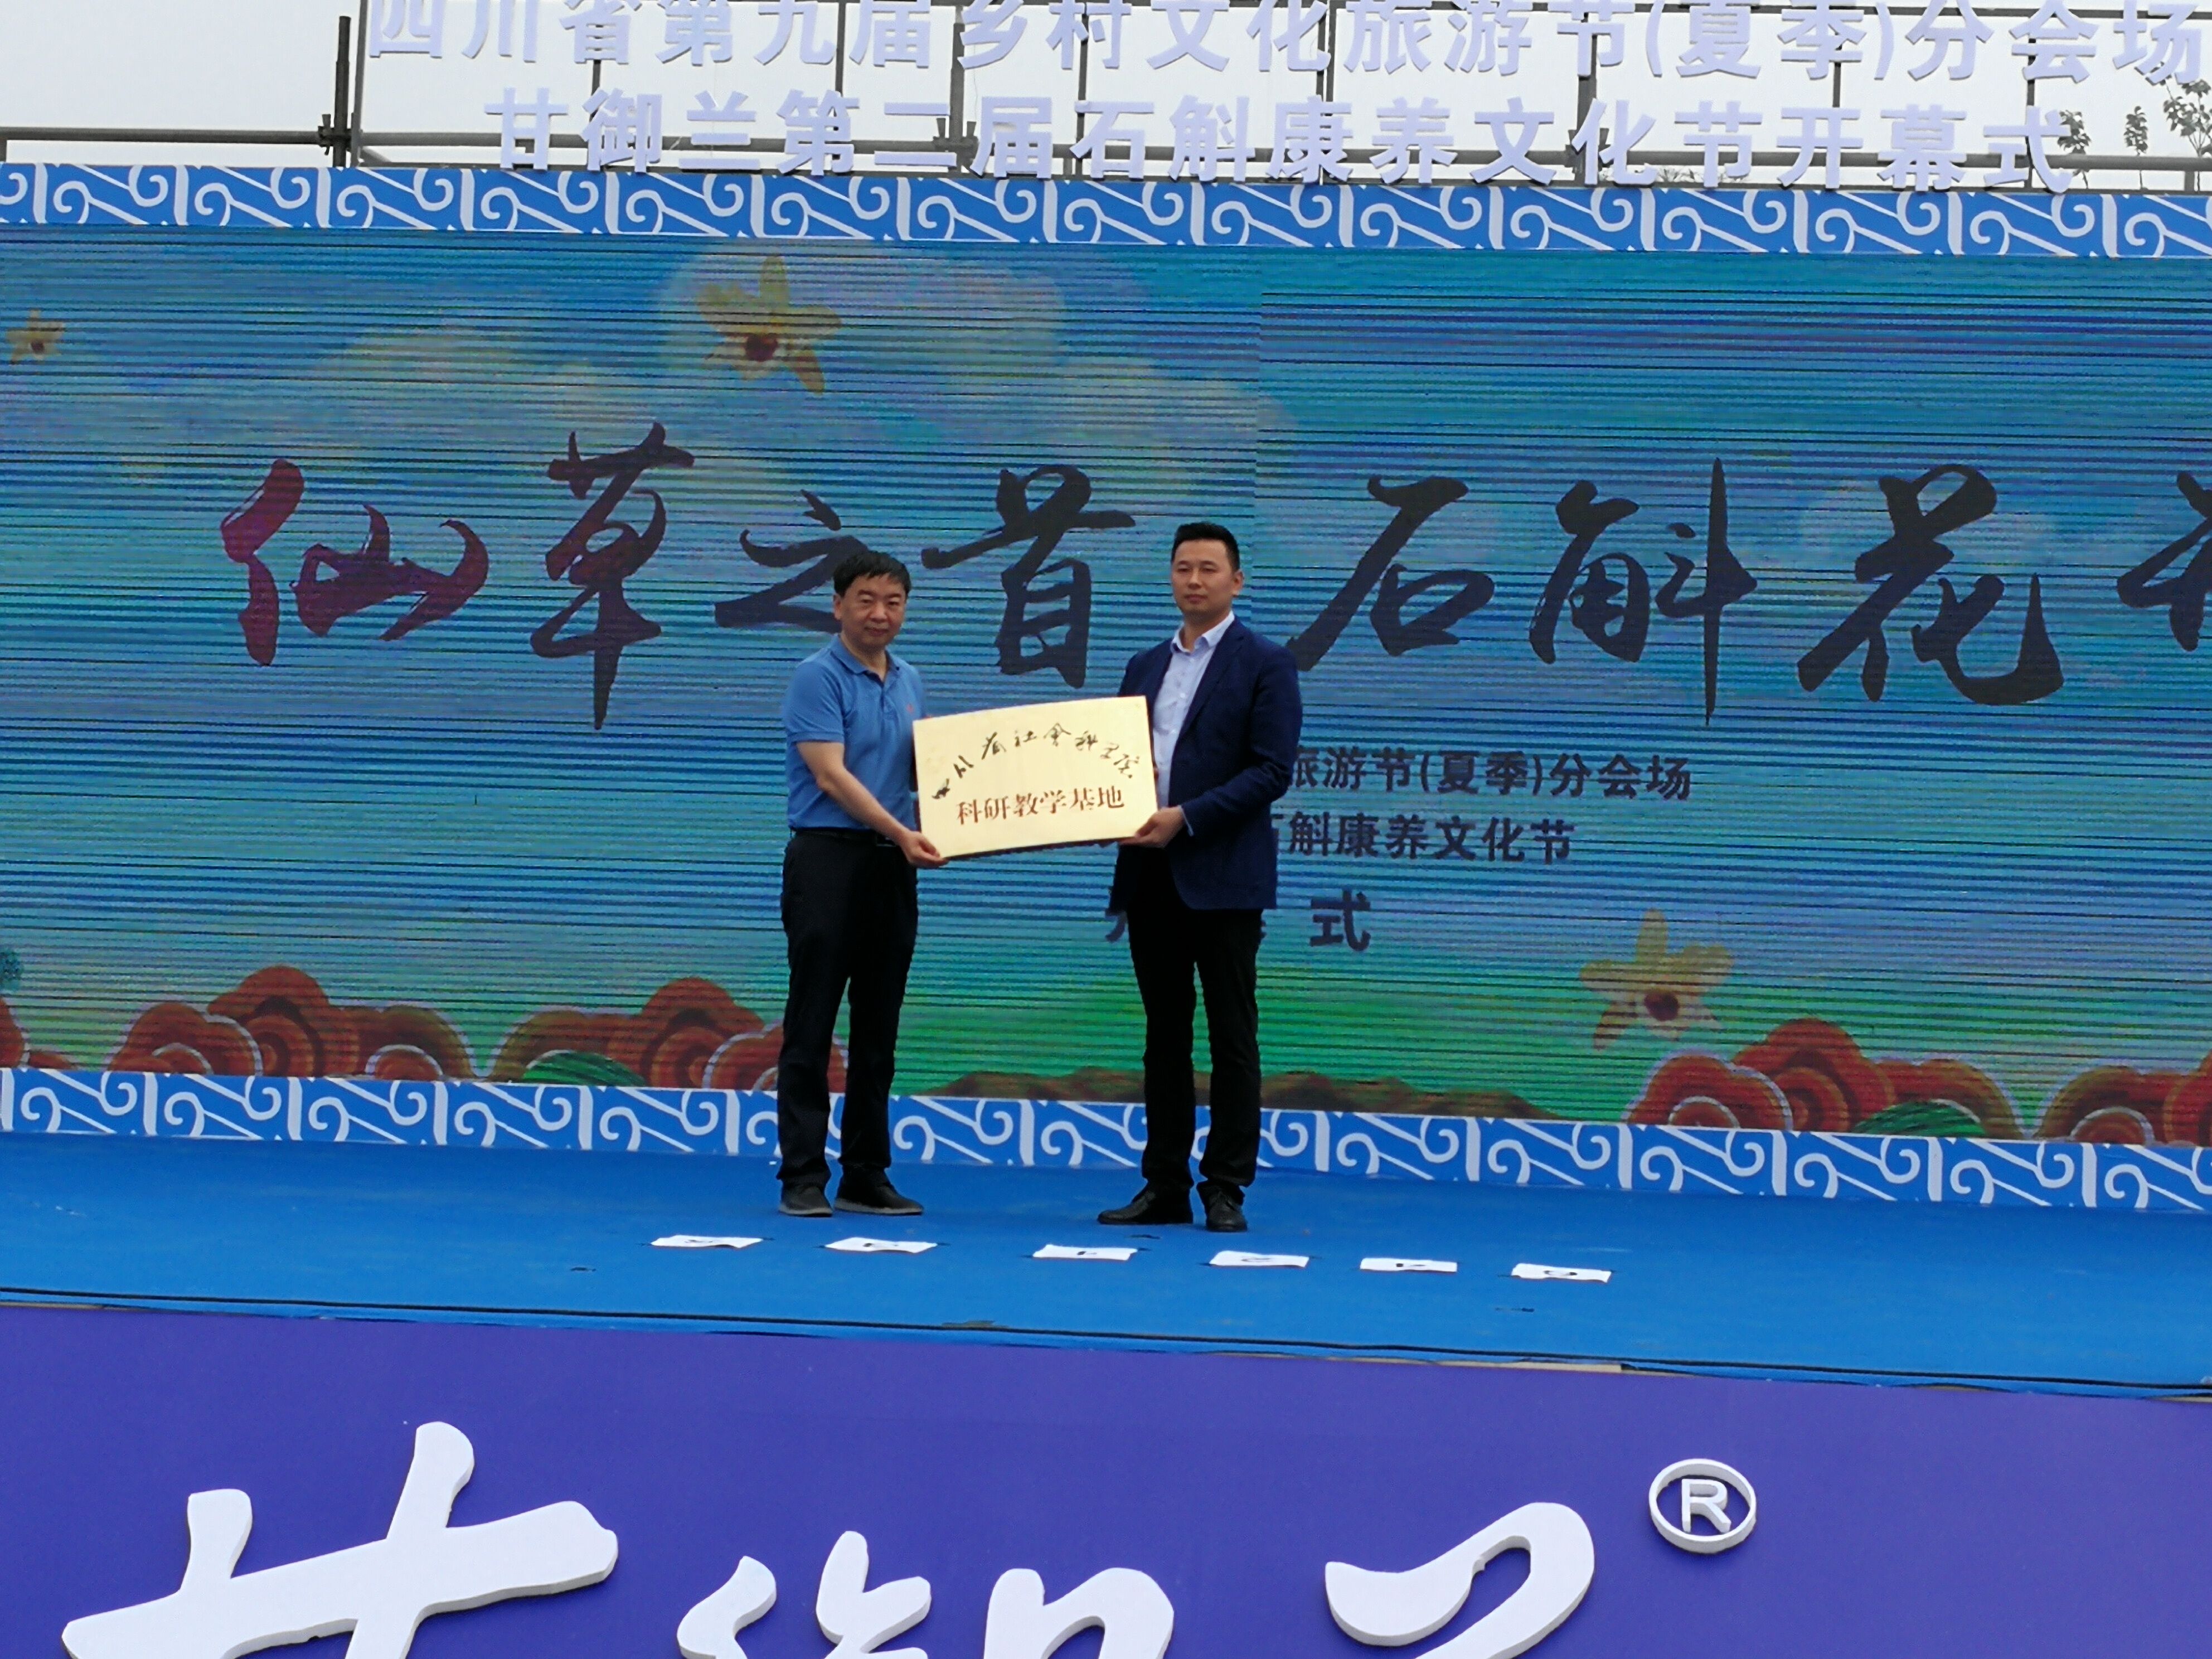 四川省第九届乡村文化旅游节(夏季)分会场
甘御兰第二届石斛康养文化节开幕式
仙草之首 石斛花
旅游节(夏季)分会场
石斛康养文化节
式
四川省社会科学院
科研教学基地
甘御
®